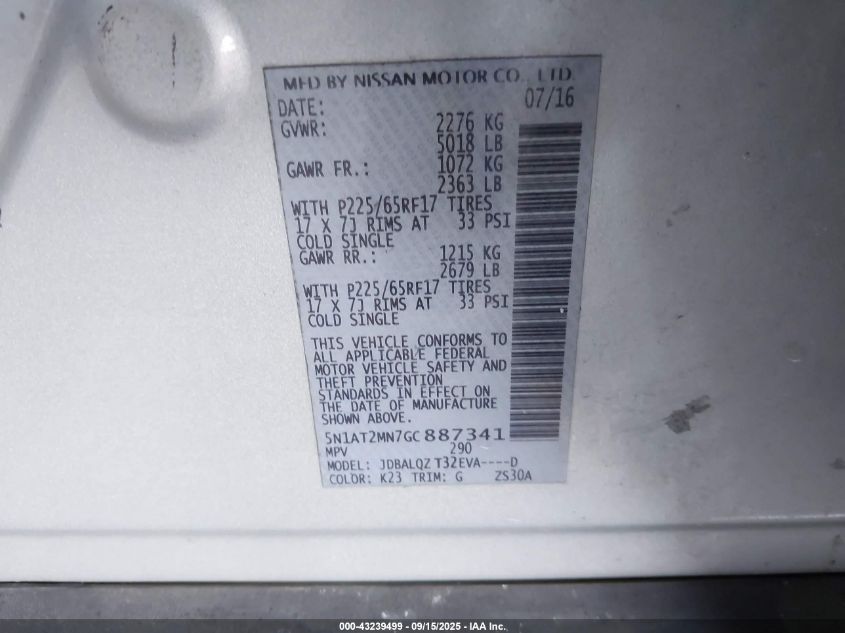 MFD BY NISSAN MOTOR CO., LTD.
DATE: 07/16
GVWR: 2276 KG
5018 LB
GAWR FR.: 1072 KG
2363 LB
WITH P225/65RF17 TIRES
17 X 7J RIMS AT 33 PSI
COLD SINGLE
GAWR RR.: 1215 KG
2679 LB
WITH P225/65RF17 TIRES
17 X 7J RIMS AT 33 PSI
COLD SINGLE
THIS VEHICLE CONFORMS TO
ALL APPLICABLE FEDERAL
MOTOR VEHICLE SAFETY AND
THEFT PREVENTION
STANDARDS IN EFFECT ON
THE DATE OF MANUFACTURE
SHOWN ABOVE.
5N1AT2MN7GC887341
MPV 290
MODEL: JDBALQZ T32EVA----D
COLOR: K23 TRIM: G ZS30A
000-43239499 - 09/15/2025 - IAA Inc.